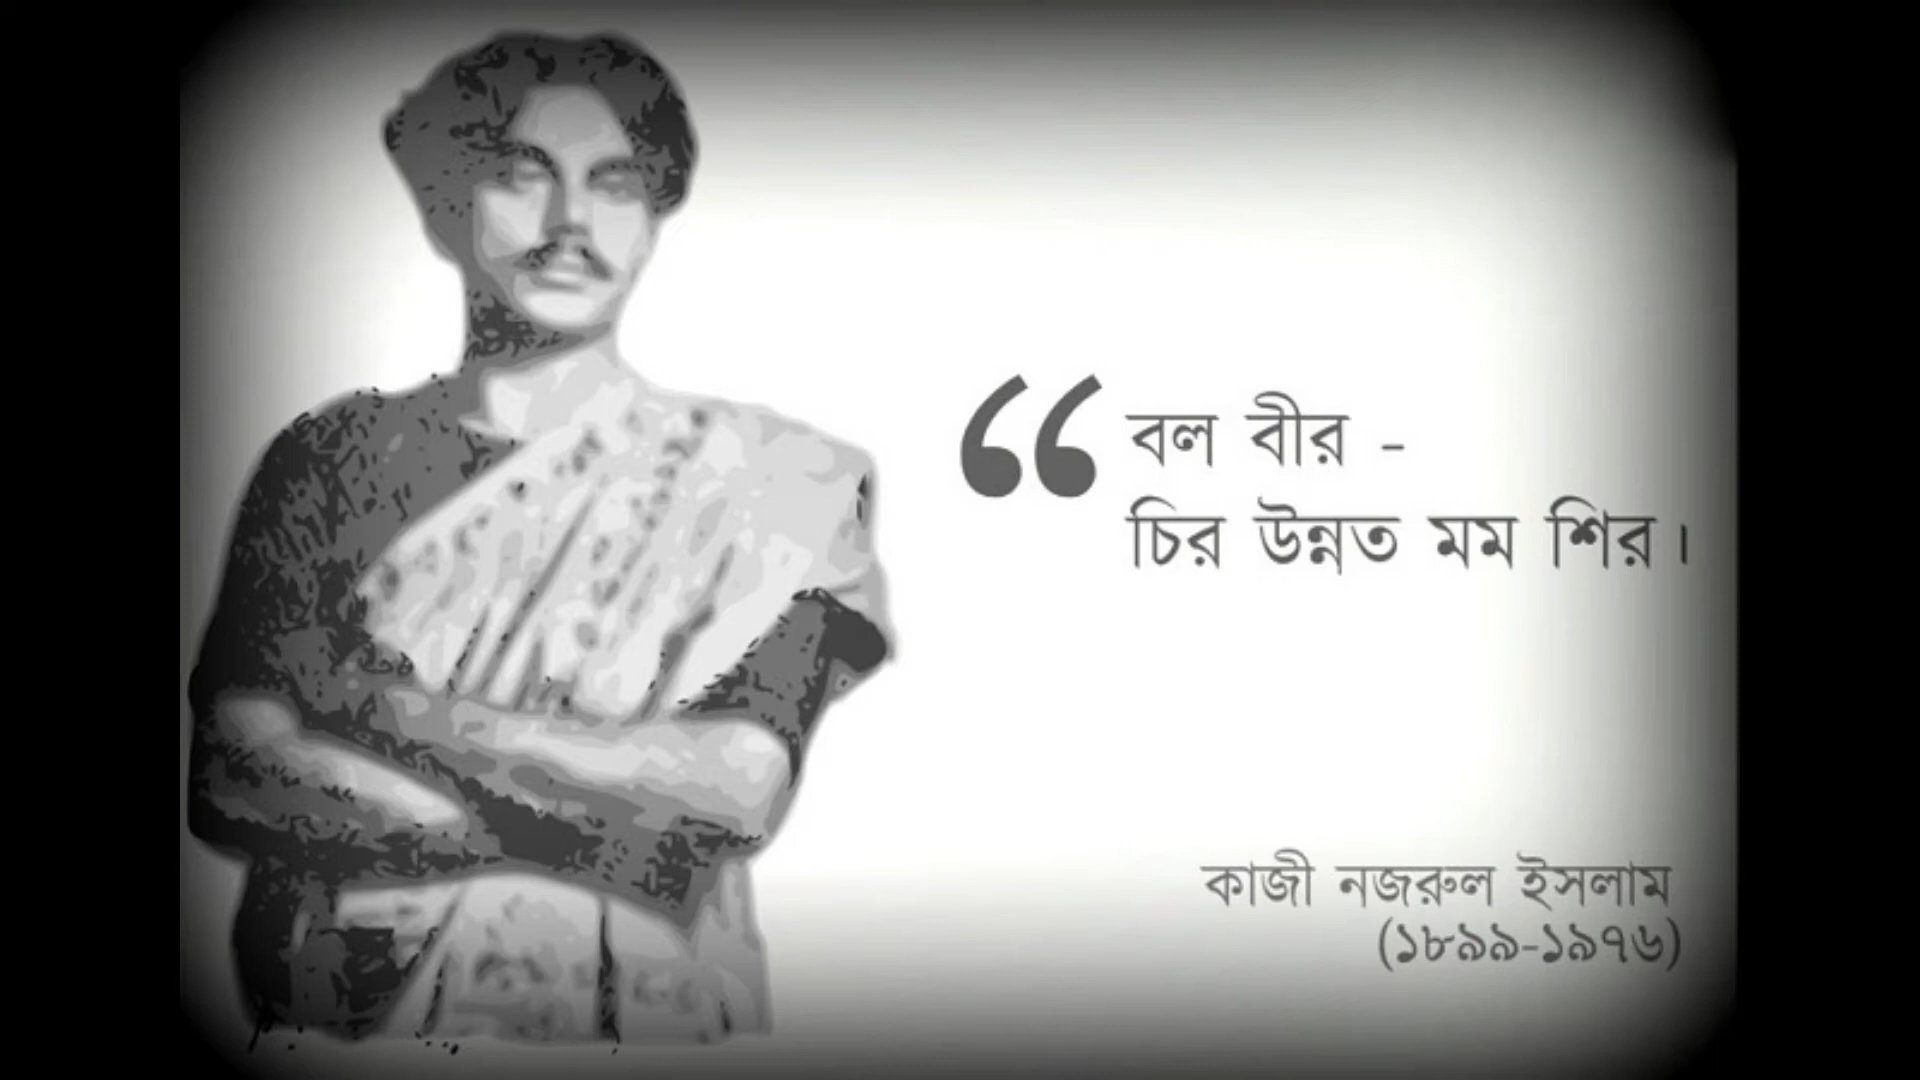 “ বল বীর -
চির উন্নত মম শির।
কাজী নজরুল ইসলাম
(১৮৯৯-১৯৭৬)